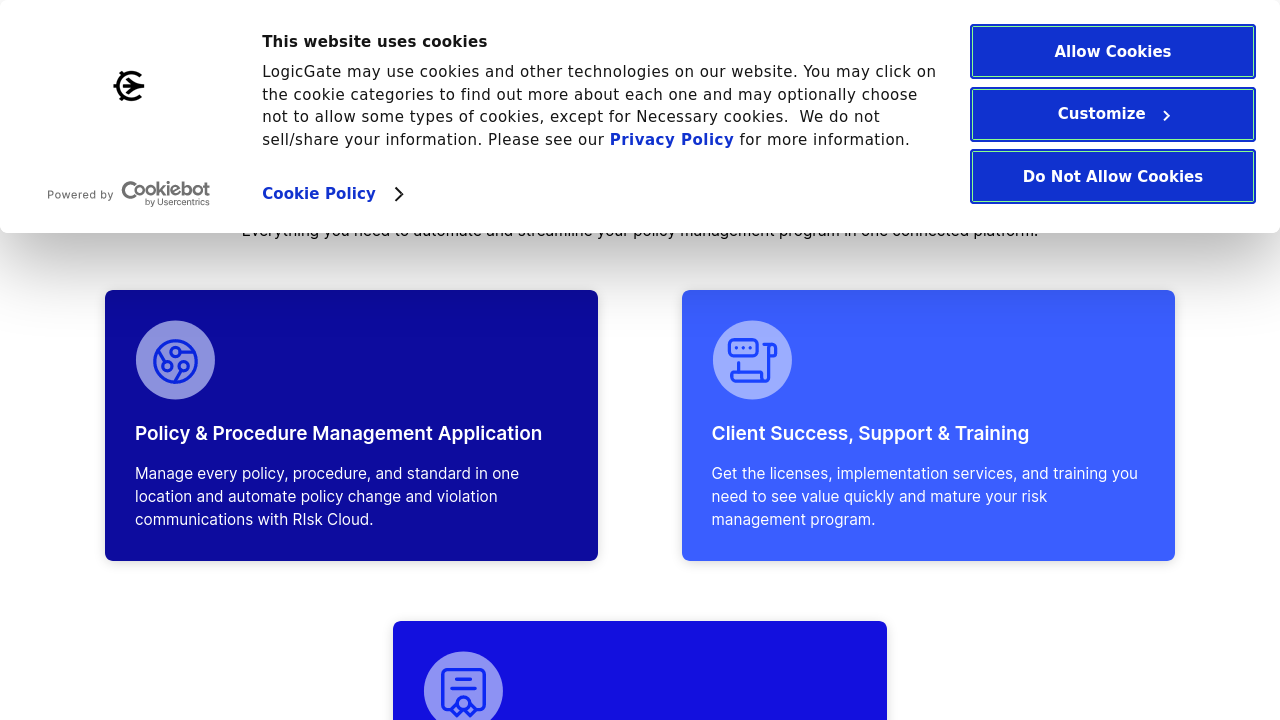 This website uses cookies
LogicGate may use cookies and other technologies on our website. You may click on
the cookie categories to find out more about each one and may optionally choose
not to allow some types of cookies, except for Necessary cookies.  We do not
sell/share your information. Please see our Privacy Policy for more information.
Cookie Policy
Powered by Cookiebot
by Usercentrics
Allow Cookies
Customize
Do Not Allow Cookies
Everything you need to automate and streamline your policy management program in one connected platform.
Policy & Procedure Management Application
Manage every policy, procedure, and standard in one
location and automate policy change and violation
communications with RIsk Cloud.
Client Success, Support & Training
Get the licenses, implementation services, and training you
need to see value quickly and mature your risk
management program.